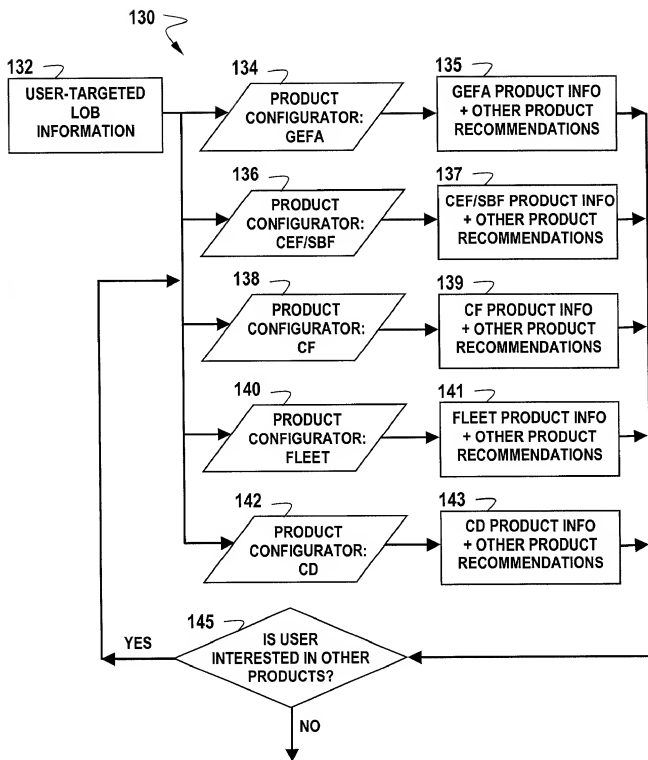 130
132
USER-TARGETED
LOB
INFORMATION
134
PRODUCT
CONFIGURATOR:
GEFA
135
GEFA PRODUCT INFO
+ OTHER PRODUCT
RECOMMENDATIONS
136
PRODUCT
CONFIGURATOR:
CEF/SBF
137
CEF/SBF PRODUCT INFO
+ OTHER PRODUCT
RECOMMENDATIONS
138
PRODUCT
CONFIGURATOR:
CF
139
CF PRODUCT INFO
+ OTHER PRODUCT
RECOMMENDATIONS
140
PRODUCT
CONFIGURATOR:
FLEET
141
FLEET PRODUCT INFO
+ OTHER PRODUCT
RECOMMENDATIONS
142
PRODUCT
CONFIGURATOR:
CD
143
CD PRODUCT INFO
+ OTHER PRODUCT
RECOMMENDATIONS
145
YES
IS USER
INTERESTED IN OTHER
PRODUCTS?
NO